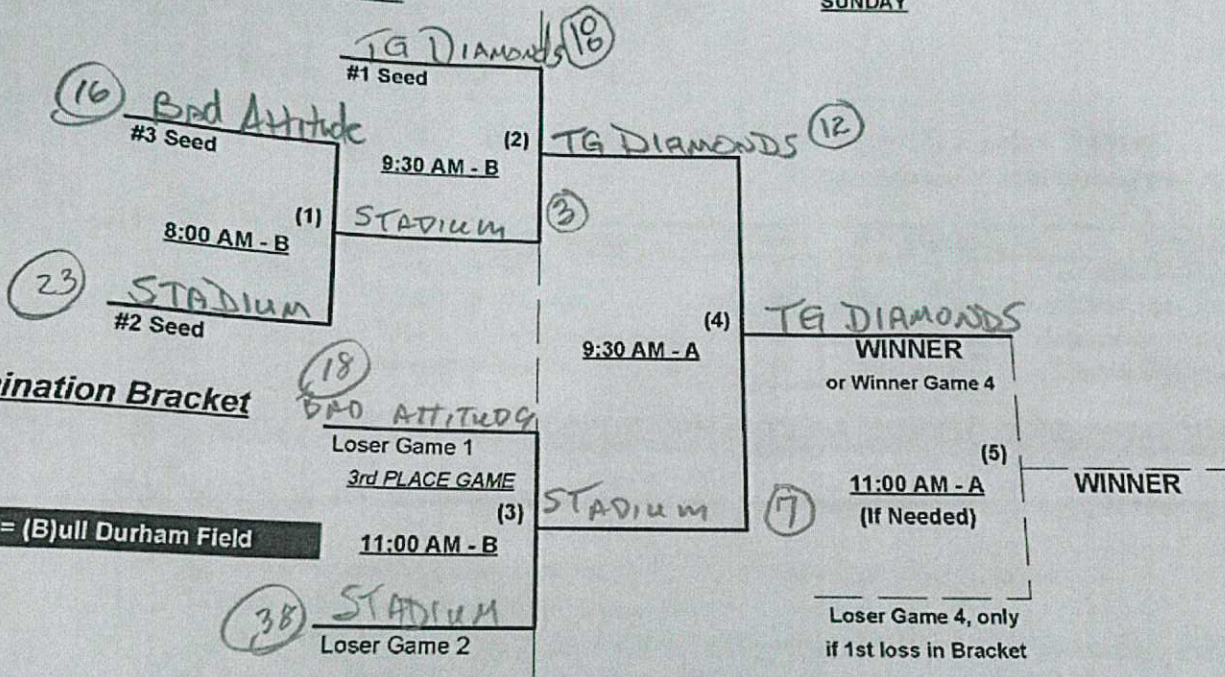 SUNDAY
TG DIAMONDS
#1 Seed
16 Bad Attitude
#3 Seed
(2) TG DIAMONDS 12
9:30 AM - B
(1) STADIUM 3
8:00 AM - B
23 STADIUM
#2 Seed
(4) TG DIAMONDS
9:30 AM - A
WINNER
or Winner Game 4
18
ination Bracket
BAD ATTITUDE
Loser Game 1
3rd PLACE GAME
(5)
(3) STADIUM 7
11:00 AM - A
WINNER
(If Needed)
= (B)ull Durham Field
11:00 AM - B
38 STADIUM
Loser Game 2
Loser Game 4, only
if 1st loss in Bracket